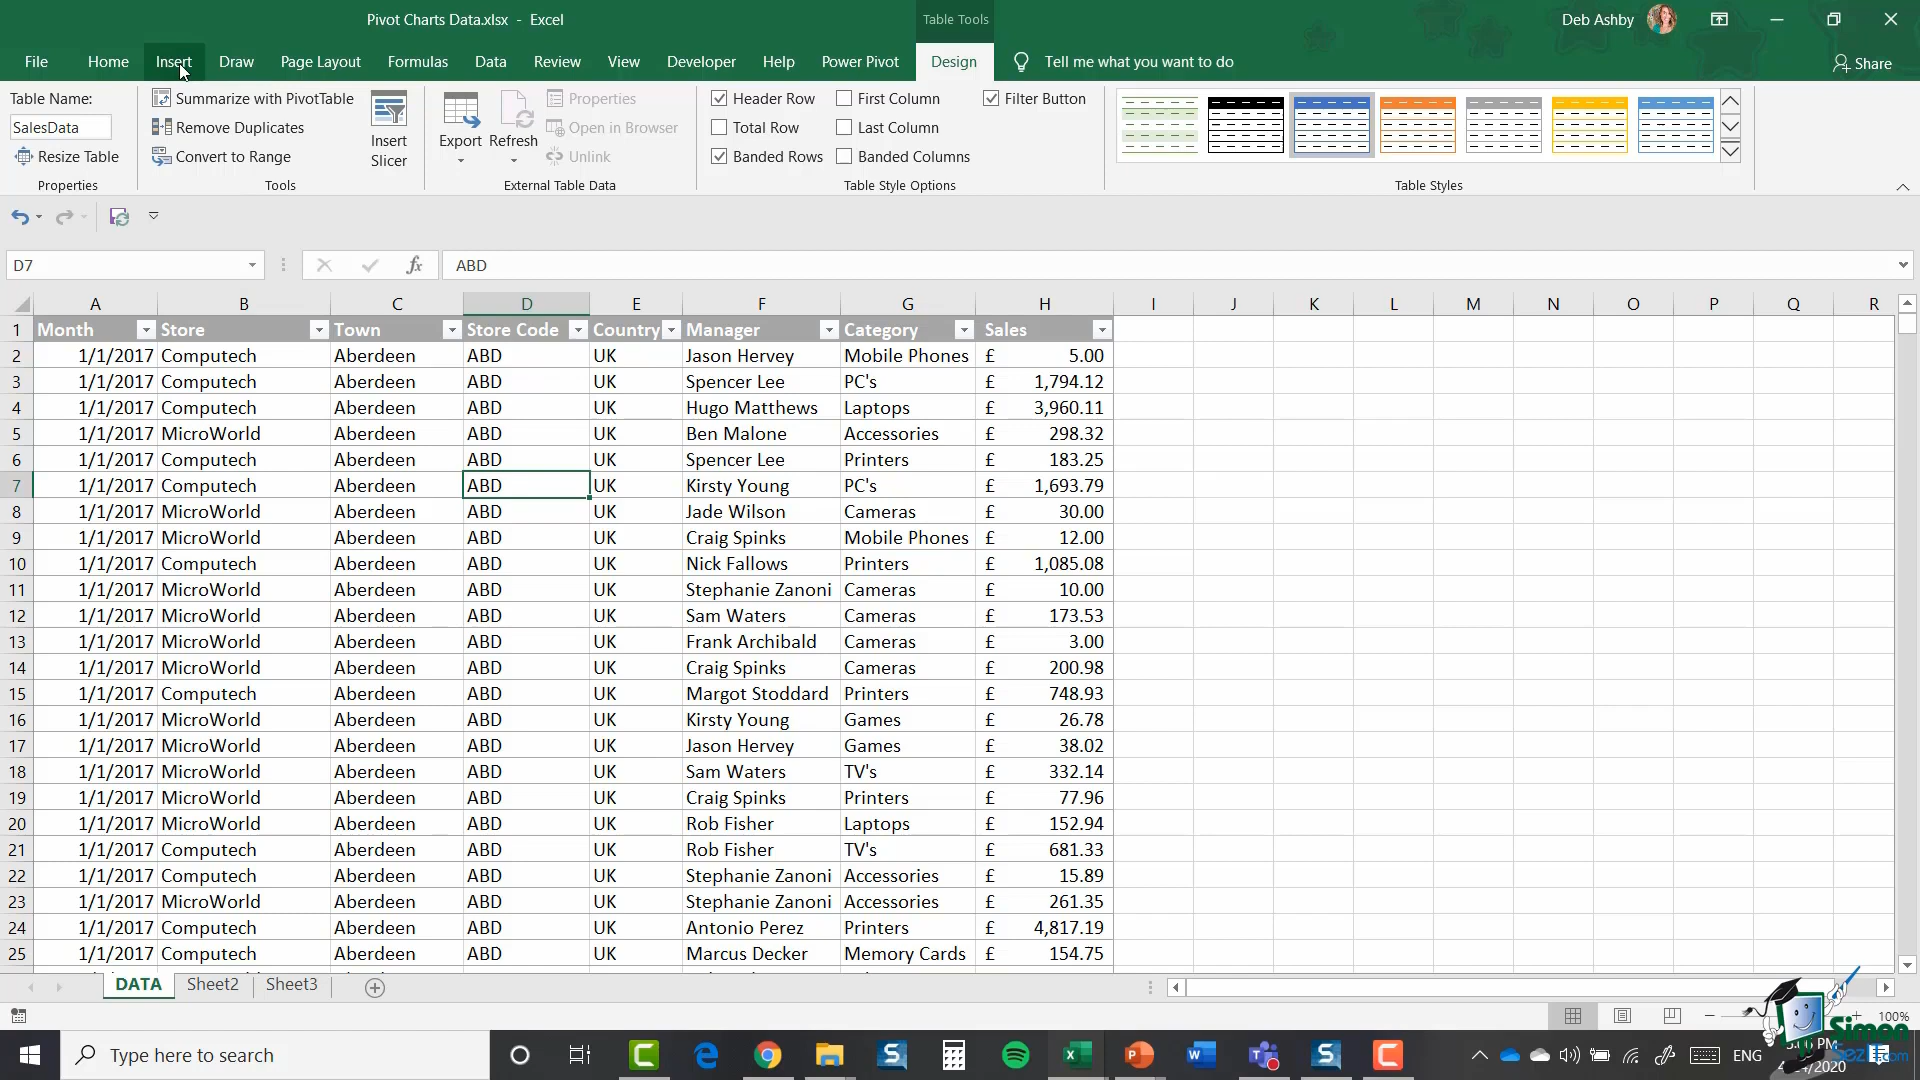 Pivot Charts Data.xlsx - Excel
Table Tools
Deb Ashby
File Home Insert Draw Page Layout Formulas Data Review View Developer Help Power Pivot Design Tell me what you want to do Share
Table Name:
SalesData
Resize Table
Properties
Summarize with PivotTable
Remove Duplicates
Convert to Range
Tools
Insert
Slicer
Export
Refresh
Properties
Open in Browser
Unlink
External Table Data
Header Row First Column Filter Button
Total Row Last Column
Banded Rows Banded Columns
Table Style Options
Table Styles
D7 fx ABD
A B C D E F G H I J K L M N O P Q R
1 Month Store Town Store Code Country Manager Category Sales
2 1/1/2017 Computech Aberdeen ABD UK Jason Hervey Mobile Phones £ 5.00
3 1/1/2017 Computech Aberdeen ABD UK Spencer Lee PC's £ 1,794.12
4 1/1/2017 Computech Aberdeen ABD UK Hugo Matthews Laptops £ 3,960.11
5 1/1/2017 MicroWorld Aberdeen ABD UK Ben Malone Accessories £ 298.32
6 1/1/2017 Computech Aberdeen ABD UK Spencer Lee Printers £ 183.25
7 1/1/2017 Computech Aberdeen ABD UK Kirsty Young PC's £ 1,693.79
8 1/1/2017 MicroWorld Aberdeen ABD UK Jade Wilson Cameras £ 30.00
9 1/1/2017 MicroWorld Aberdeen ABD UK Craig Spinks Mobile Phones £ 12.00
10 1/1/2017 Computech Aberdeen ABD UK Nick Fallows Printers £ 1,085.08
11 1/1/2017 MicroWorld Aberdeen ABD UK Stephanie Zanoni Cameras £ 10.00
12 1/1/2017 MicroWorld Aberdeen ABD UK Sam Waters Cameras £ 173.53
13 1/1/2017 MicroWorld Aberdeen ABD UK Frank Archibald Cameras £ 3.00
14 1/1/2017 MicroWorld Aberdeen ABD UK Craig Spinks Cameras £ 200.98
15 1/1/2017 Computech Aberdeen ABD UK Margot Stoddard Printers £ 748.93
16 1/1/2017 MicroWorld Aberdeen ABD UK Kirsty Young Games £ 26.78
17 1/1/2017 MicroWorld Aberdeen ABD UK Jason Hervey Games £ 38.02
18 1/1/2017 MicroWorld Aberdeen ABD UK Sam Waters TV's £ 332.14
19 1/1/2017 MicroWorld Aberdeen ABD UK Craig Spinks Printers £ 77.96
20 1/1/2017 MicroWorld Aberdeen ABD UK Rob Fisher Laptops £ 152.94
21 1/1/2017 Computech Aberdeen ABD UK Rob Fisher TV's £ 681.33
22 1/1/2017 Computech Aberdeen ABD UK Stephanie Zanoni Accessories £ 15.89
23 1/1/2017 MicroWorld Aberdeen ABD UK Stephanie Zanoni Accessories £ 261.35
24 1/1/2017 Computech Aberdeen ABD UK Antonio Perez Printers £ 4,817.19
25 1/1/2017 Computech Aberdeen ABD UK Marcus Decker Memory Cards £ 154.75
DATA Sheet2 Sheet3
100%
Type here to search
ENG
Simon
SezIt.com